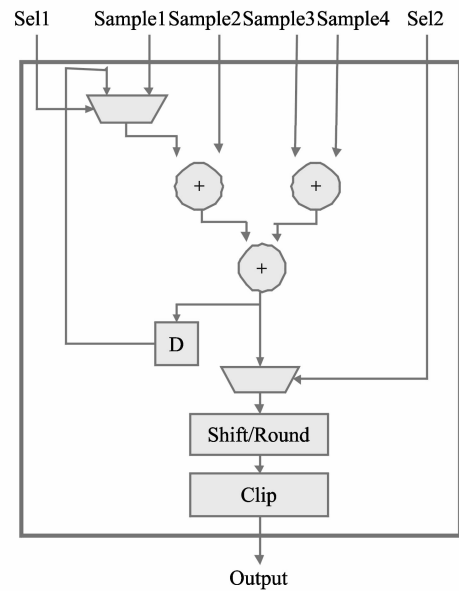 Sel1 Sample1 Sample2 Sample3 Sample4 Sel2
+ +
+
D
Shift/Round
Clip
Output